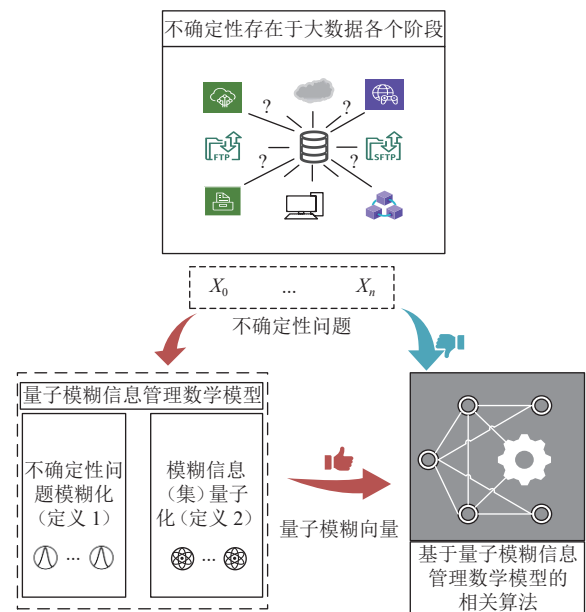 不确定性存在于大数据各个阶段
?
?
FTP
SFTP
?
?
X0 ... Xn
不确定性问题
量子模糊信息管理数学模型
不确定性问
题模糊化
(定义 1)
... 
模糊信息
(集)量子
化(定义 2)
...
量子模糊向量
基于量子模糊信息
管理数学模型的
相关算法